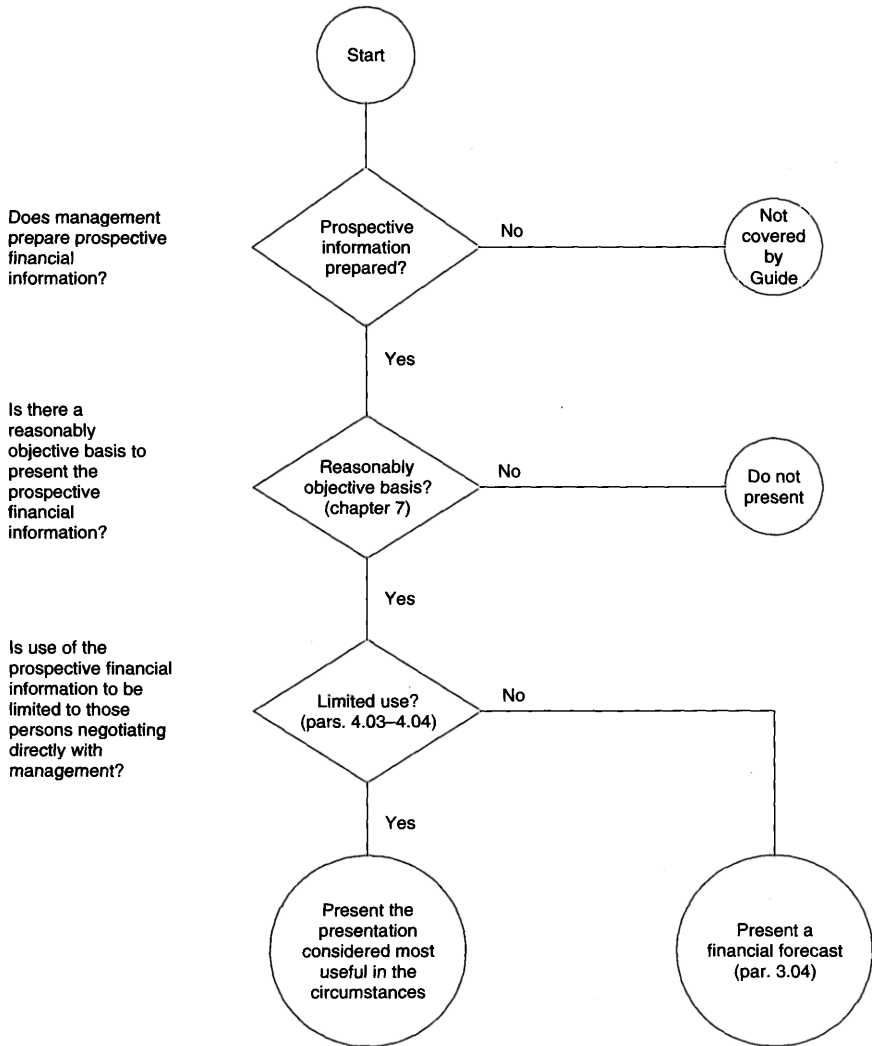 Start
Does management
prepare prospective
financial
information?
Prospective
information
prepared?
No
Not
covered
by
Guide
Yes
Is there a
reasonably
objective basis to
present the
prospective
financial
information?
Reasonably
objective basis?
(chapter 7)
No
Do not
present
Yes
Is use of the
prospective financial
information to be
limited to those
persons negotiating
directly with
management?
Limited use?
(pars. 4.03–4.04)
No
Yes
Present the
presentation
considered most
useful in the
circumstances
Present a
financial forecast
(par. 3.04)